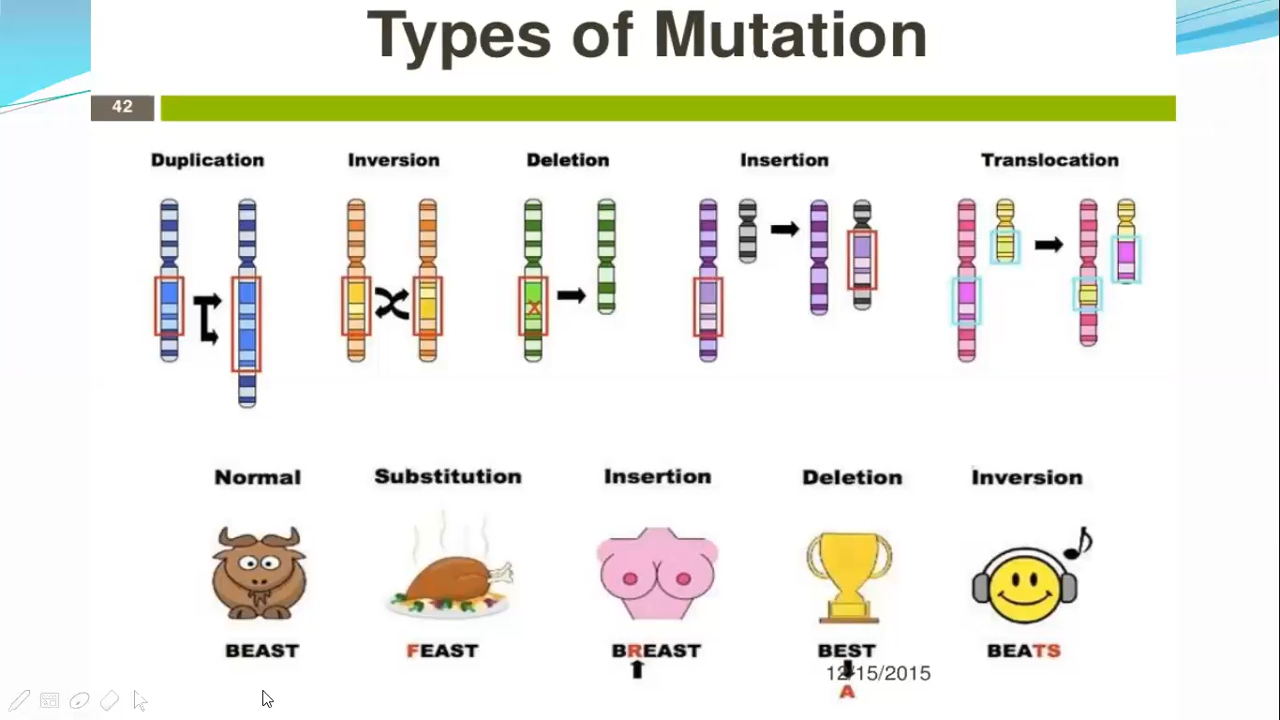 Types of Mutation
42
Duplication Inversion Deletion Insertion Translocation
X
Normal Substitution Insertion Deletion Inversion
BEAST FEAST BREAST BEST BEATS
12/15/2015
A